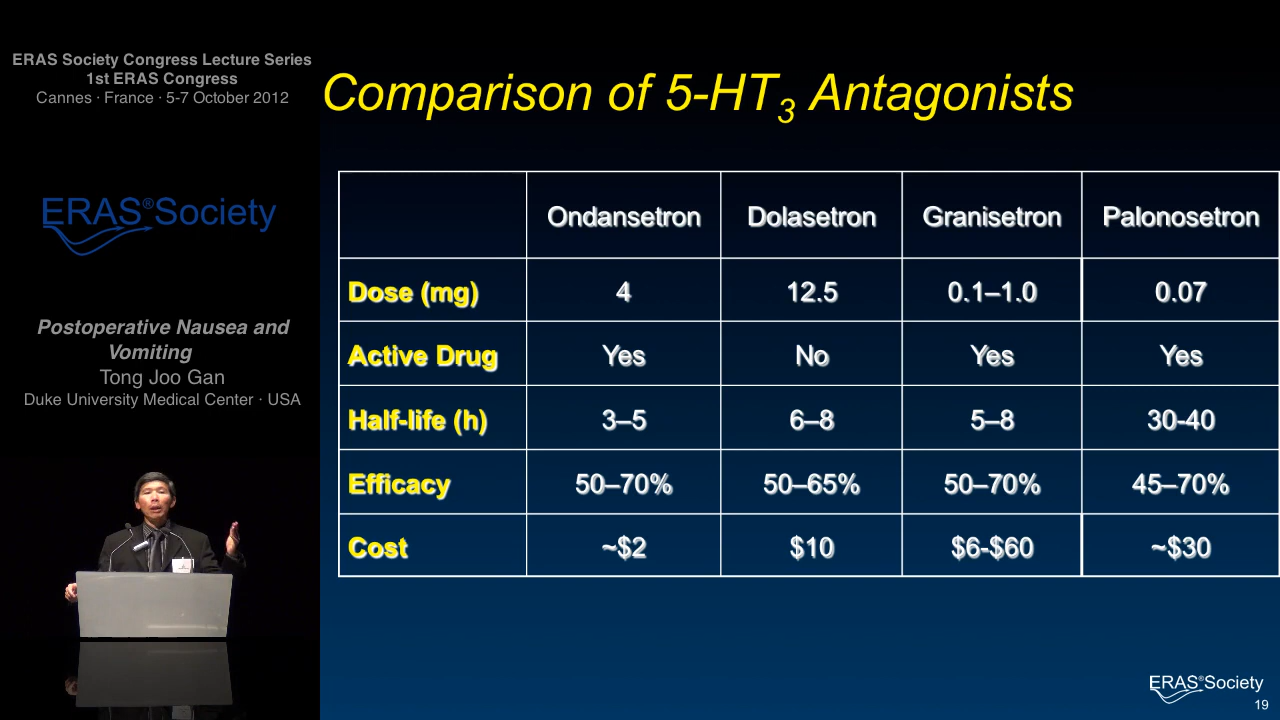 ERAS Society Congress Lecture Series
1st ERAS Congress
Cannes · France · 5-7 October 2012
ERAS®Society
Postoperative Nausea and
Vomiting
Tong Joo Gan
Duke University Medical Center · USA
Comparison of 5-HT3 Antagonists
Ondansetron Dolasetron Granisetron Palonosetron
Dose (mg) 4 12.5 0.1–1.0 0.07
Active Drug Yes No Yes Yes
Half-life (h) 3–5 6–8 5–8 30-40
Efficacy 50–70% 50–65% 50–70% 45–70%
Cost ~$2 $10 $6-$60 ~$30
ERAS®Society
19